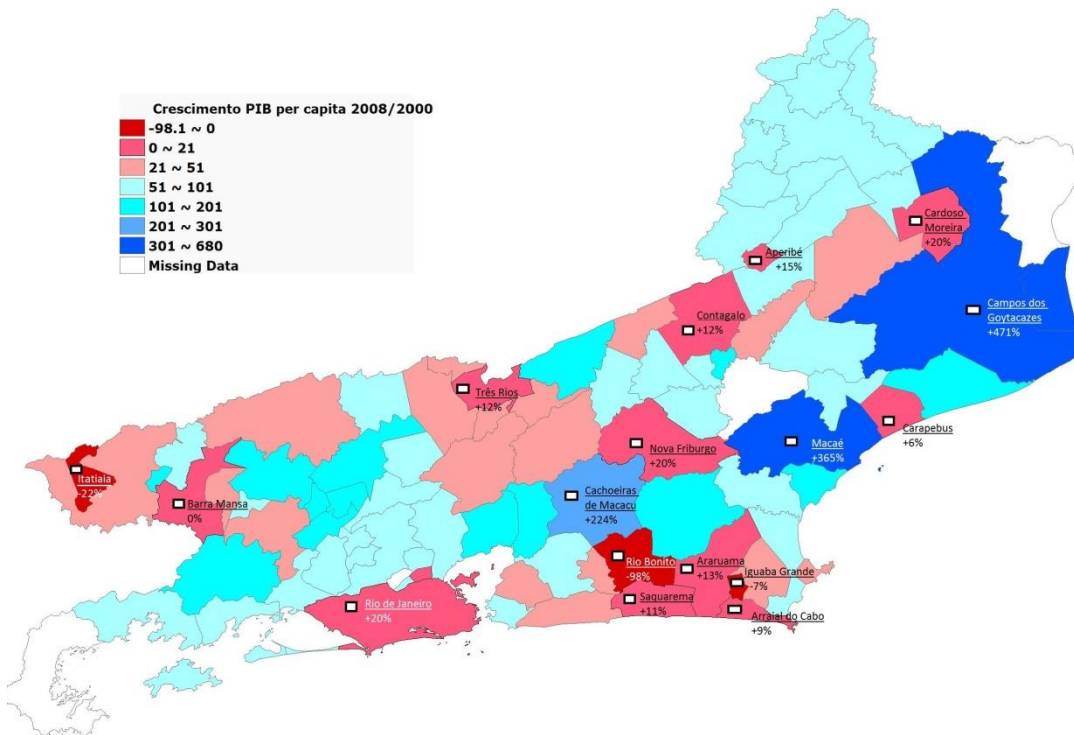 Crescimento PIB per capita 2008/2000
-98.1 ~ 0
0 ~ 21
21 ~ 51
51 ~ 101
101 ~ 201
201 ~ 301
301 ~ 680
Missing Data
Cardoso
Moreira
+20%
Aperibé
+15%
Campos dos
Goytacazes
+471%
Contagalo
+12%
Três Rios
+12%
Carapebus
+6%
Nova Friburgo
+20%
Macaé
+365%
Itatiaia
-22%
Barra Mansa
0%
Cachoeiras
de Macacu
+224%
Rio Bonito
-98%
Araruama
+13%
Iguaba Grande
-7%
Saquarema
+11%
Rio de Janeiro
+20%
Arraial do Cabo
+9%